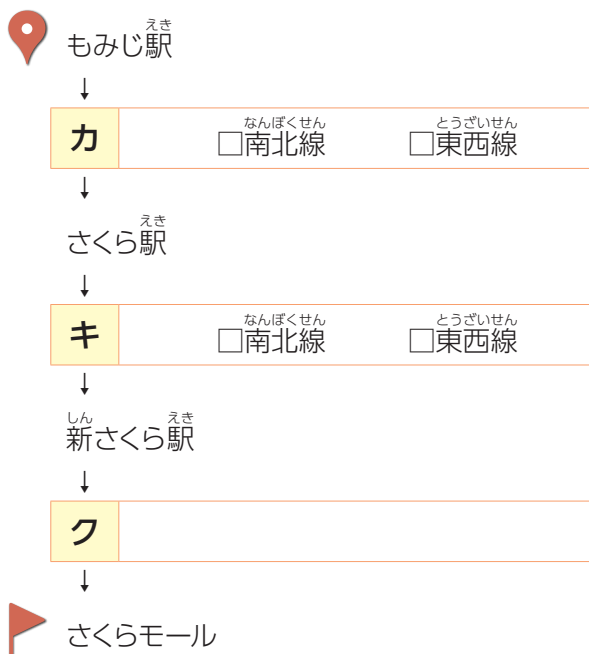 もみじ駅
えき
↓
カ □南北線 □東西線
なんぼくせん とうざいせん
↓
さくら駅
えき
↓
キ □南北線 □東西線
なんぼくせん とうざいせん
↓
新さくら駅
しん えき
↓
ク
↓
さくらモール